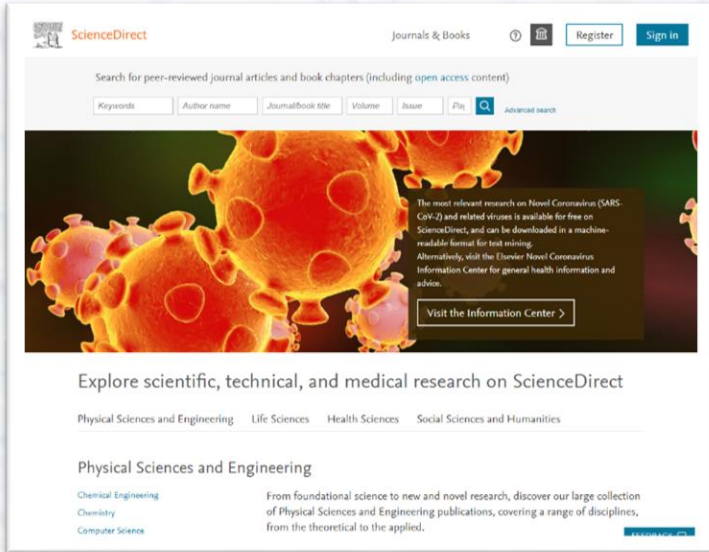 ScienceDirect
Journals & Books
Register
Sign in
Search for peer-reviewed journal articles and book chapters (including open access content)
Keywords
Author name
Journal/book title
Volume
Issue
Advanced search
The most relevant research on Novel Coronavirus (SARS-
CoV-2) and related viruses is available for free on
ScienceDirect, and can be downloaded in a machine-
readable format for text mining.
Alternatively, visit the Elsevier Novel Coronavirus
Information Center for general health information and
advice.
Visit the Information Center >
Explore scientific, technical, and medical research on ScienceDirect
Physical Sciences and Engineering Life Sciences Health Sciences Social Sciences and Humanities
Physical Sciences and Engineering
Chemical Engineering
Chemistry
Computer Science
From foundational science to new and novel research, discover our large collection
of Physical Sciences and Engineering publications, covering a range of disciplines,
from the theoretical to the applied.
FEEDBACK